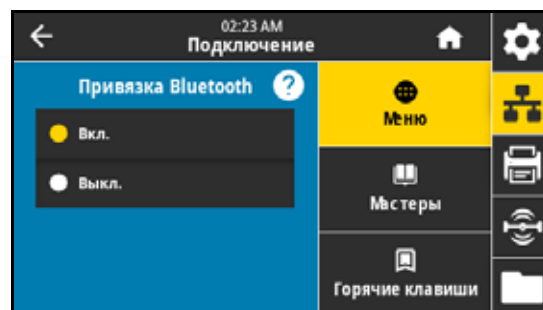 02:23 AM
Подключение
Привязка Bluetooth ?
Вкл.
Выкл.
Меню
Мастеры
Горячие клавиши